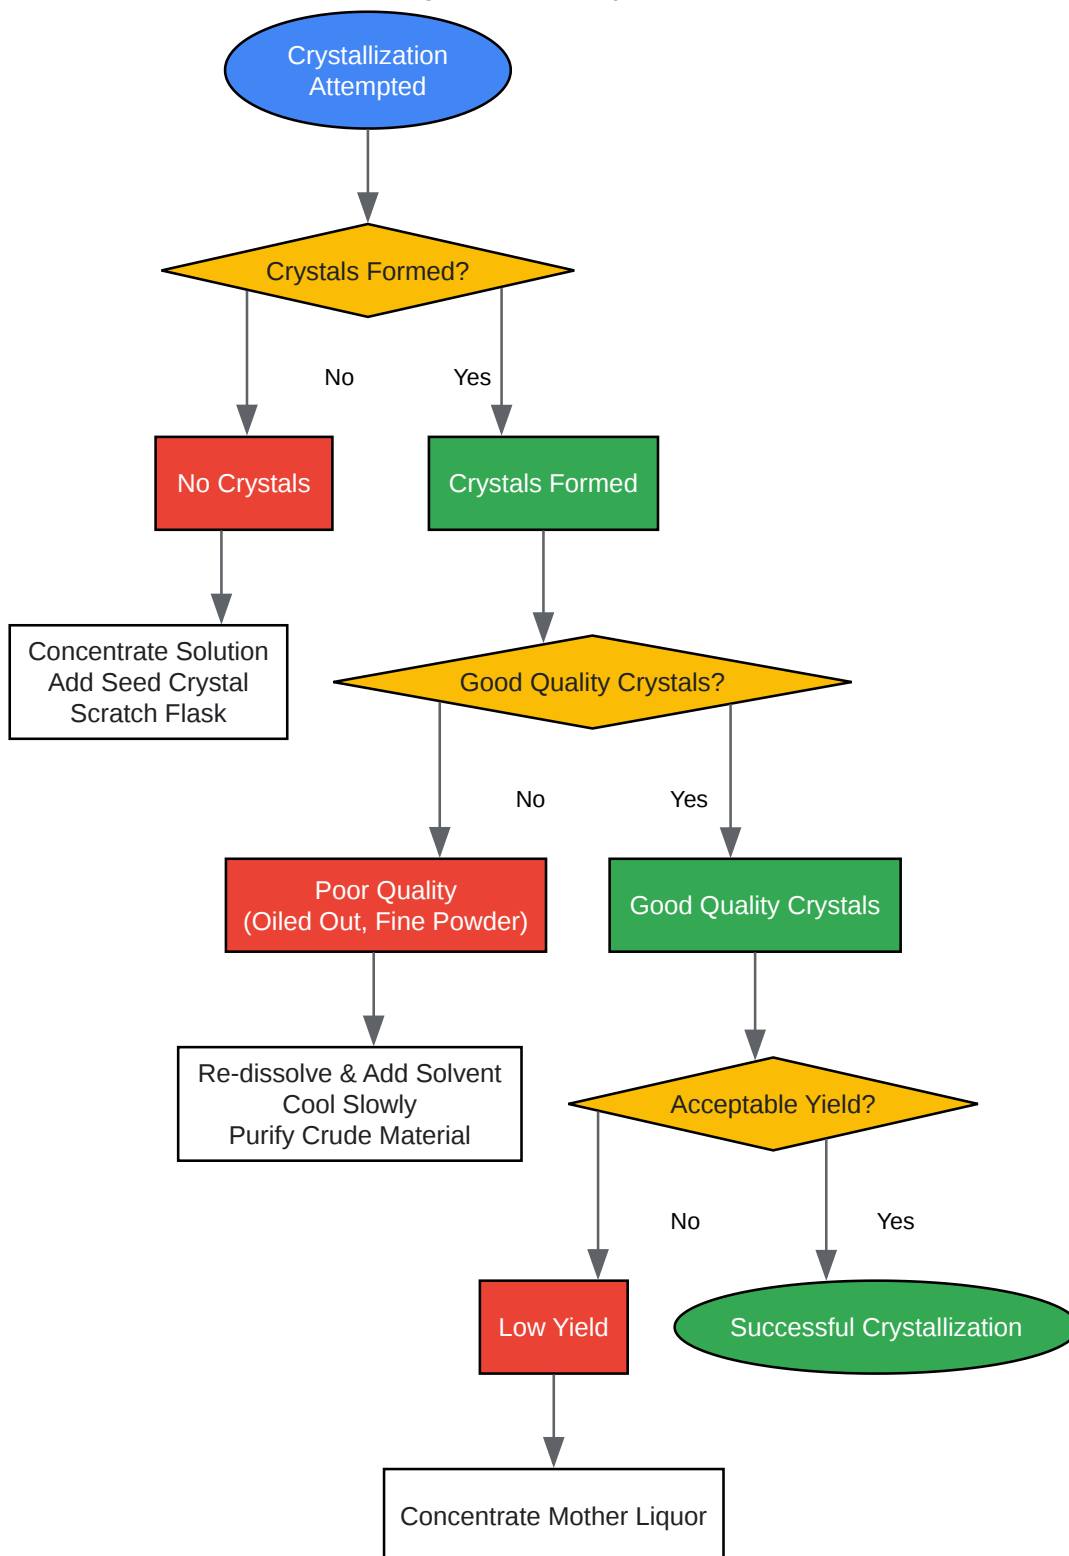 Crystallization
Attempted
Crystals Formed?
No
Yes
No Crystals
Crystals Formed
Concentrate Solution
Add Seed Crystal
Scratch Flask
Good Quality Crystals?
No
Yes
Poor Quality
(Oiled Out, Fine Powder)
Good Quality Crystals
Re-dissolve & Add Solvent
Cool Slowly
Purify Crude Material
Acceptable Yield?
No
Yes
Low Yield
Successful Crystallization
Concentrate Mother Liquor